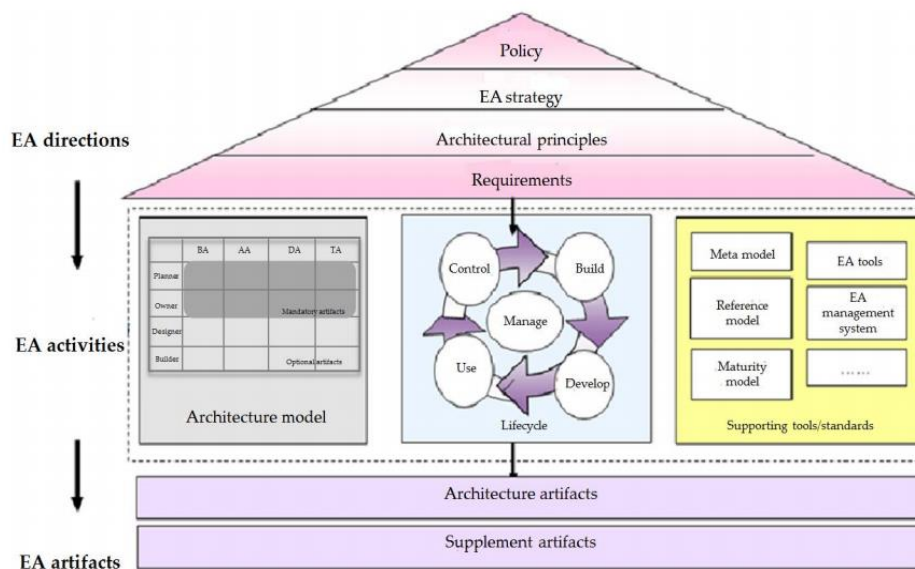 Policy
EA strategy
Architectural principles
Requirements
EA directions
EA activities
EA artifacts
BA AA DA TA
Planner
Owner
Mandatory artifacts
Designer
Builder
Optional artifacts
Architecture model
Control
Build
Manage
Use
Develop
Lifecycle
Meta model
EA tools
Reference
model
EA
management
system
Maturity
model
......
Supporting tools/standards
Architecture artifacts
Supplement artifacts